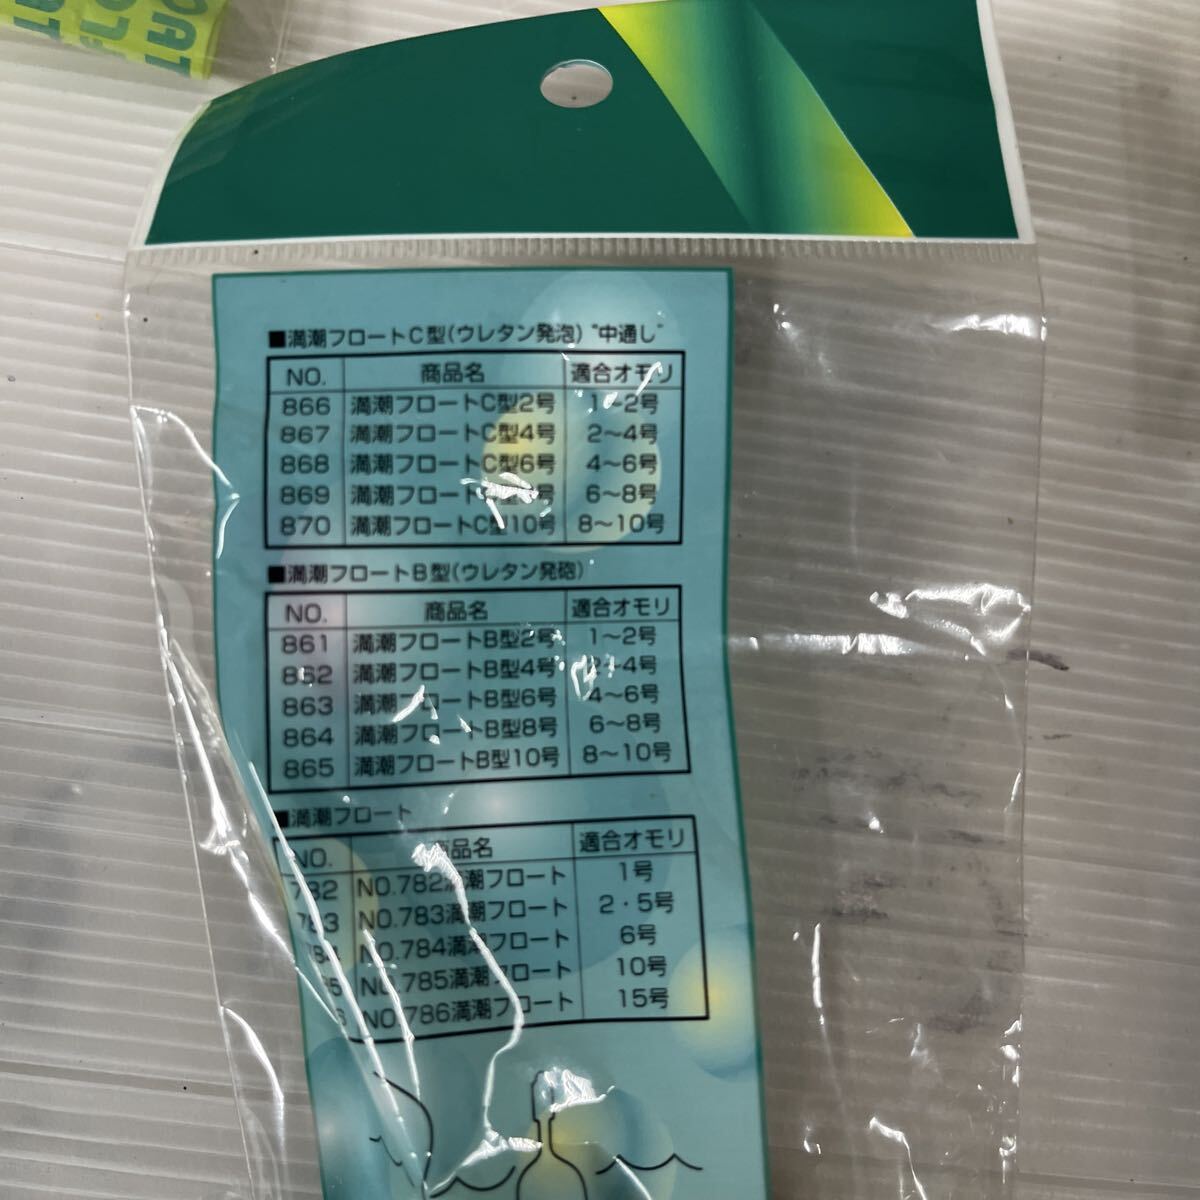 ■満潮フロートC型(ウレタン発泡)"中通し"
NO. 商品名 適合オモリ
866 満潮フロートC型2号 1〜2号
867 満潮フロートC型4号 2〜4号
868 満潮フロートC型6号 4〜6号
869 満潮フロート 号 6〜8号
870 満潮フロートC型10号 8〜10号
■満潮フロートB型(ウレタン発砲)
NO. 商品名 適合オモリ
861 満潮フロートB型2号 1〜2号
862 満潮フロートB型4号 2〜4号
863 満潮フロートB型6号 4〜6号
864 満潮フロートB型8号 6〜8号
865 満潮フロートB型10号 8〜10号
■満潮フロート
NO. 商品名 適合オモリ
782 NO.782満潮フロート 1号
783 NO.783満潮フロート 2・5号
784 NO.784満潮フロート 6号
85 NO.785満潮フロート 10号
6 NO.786満潮フロート 15号